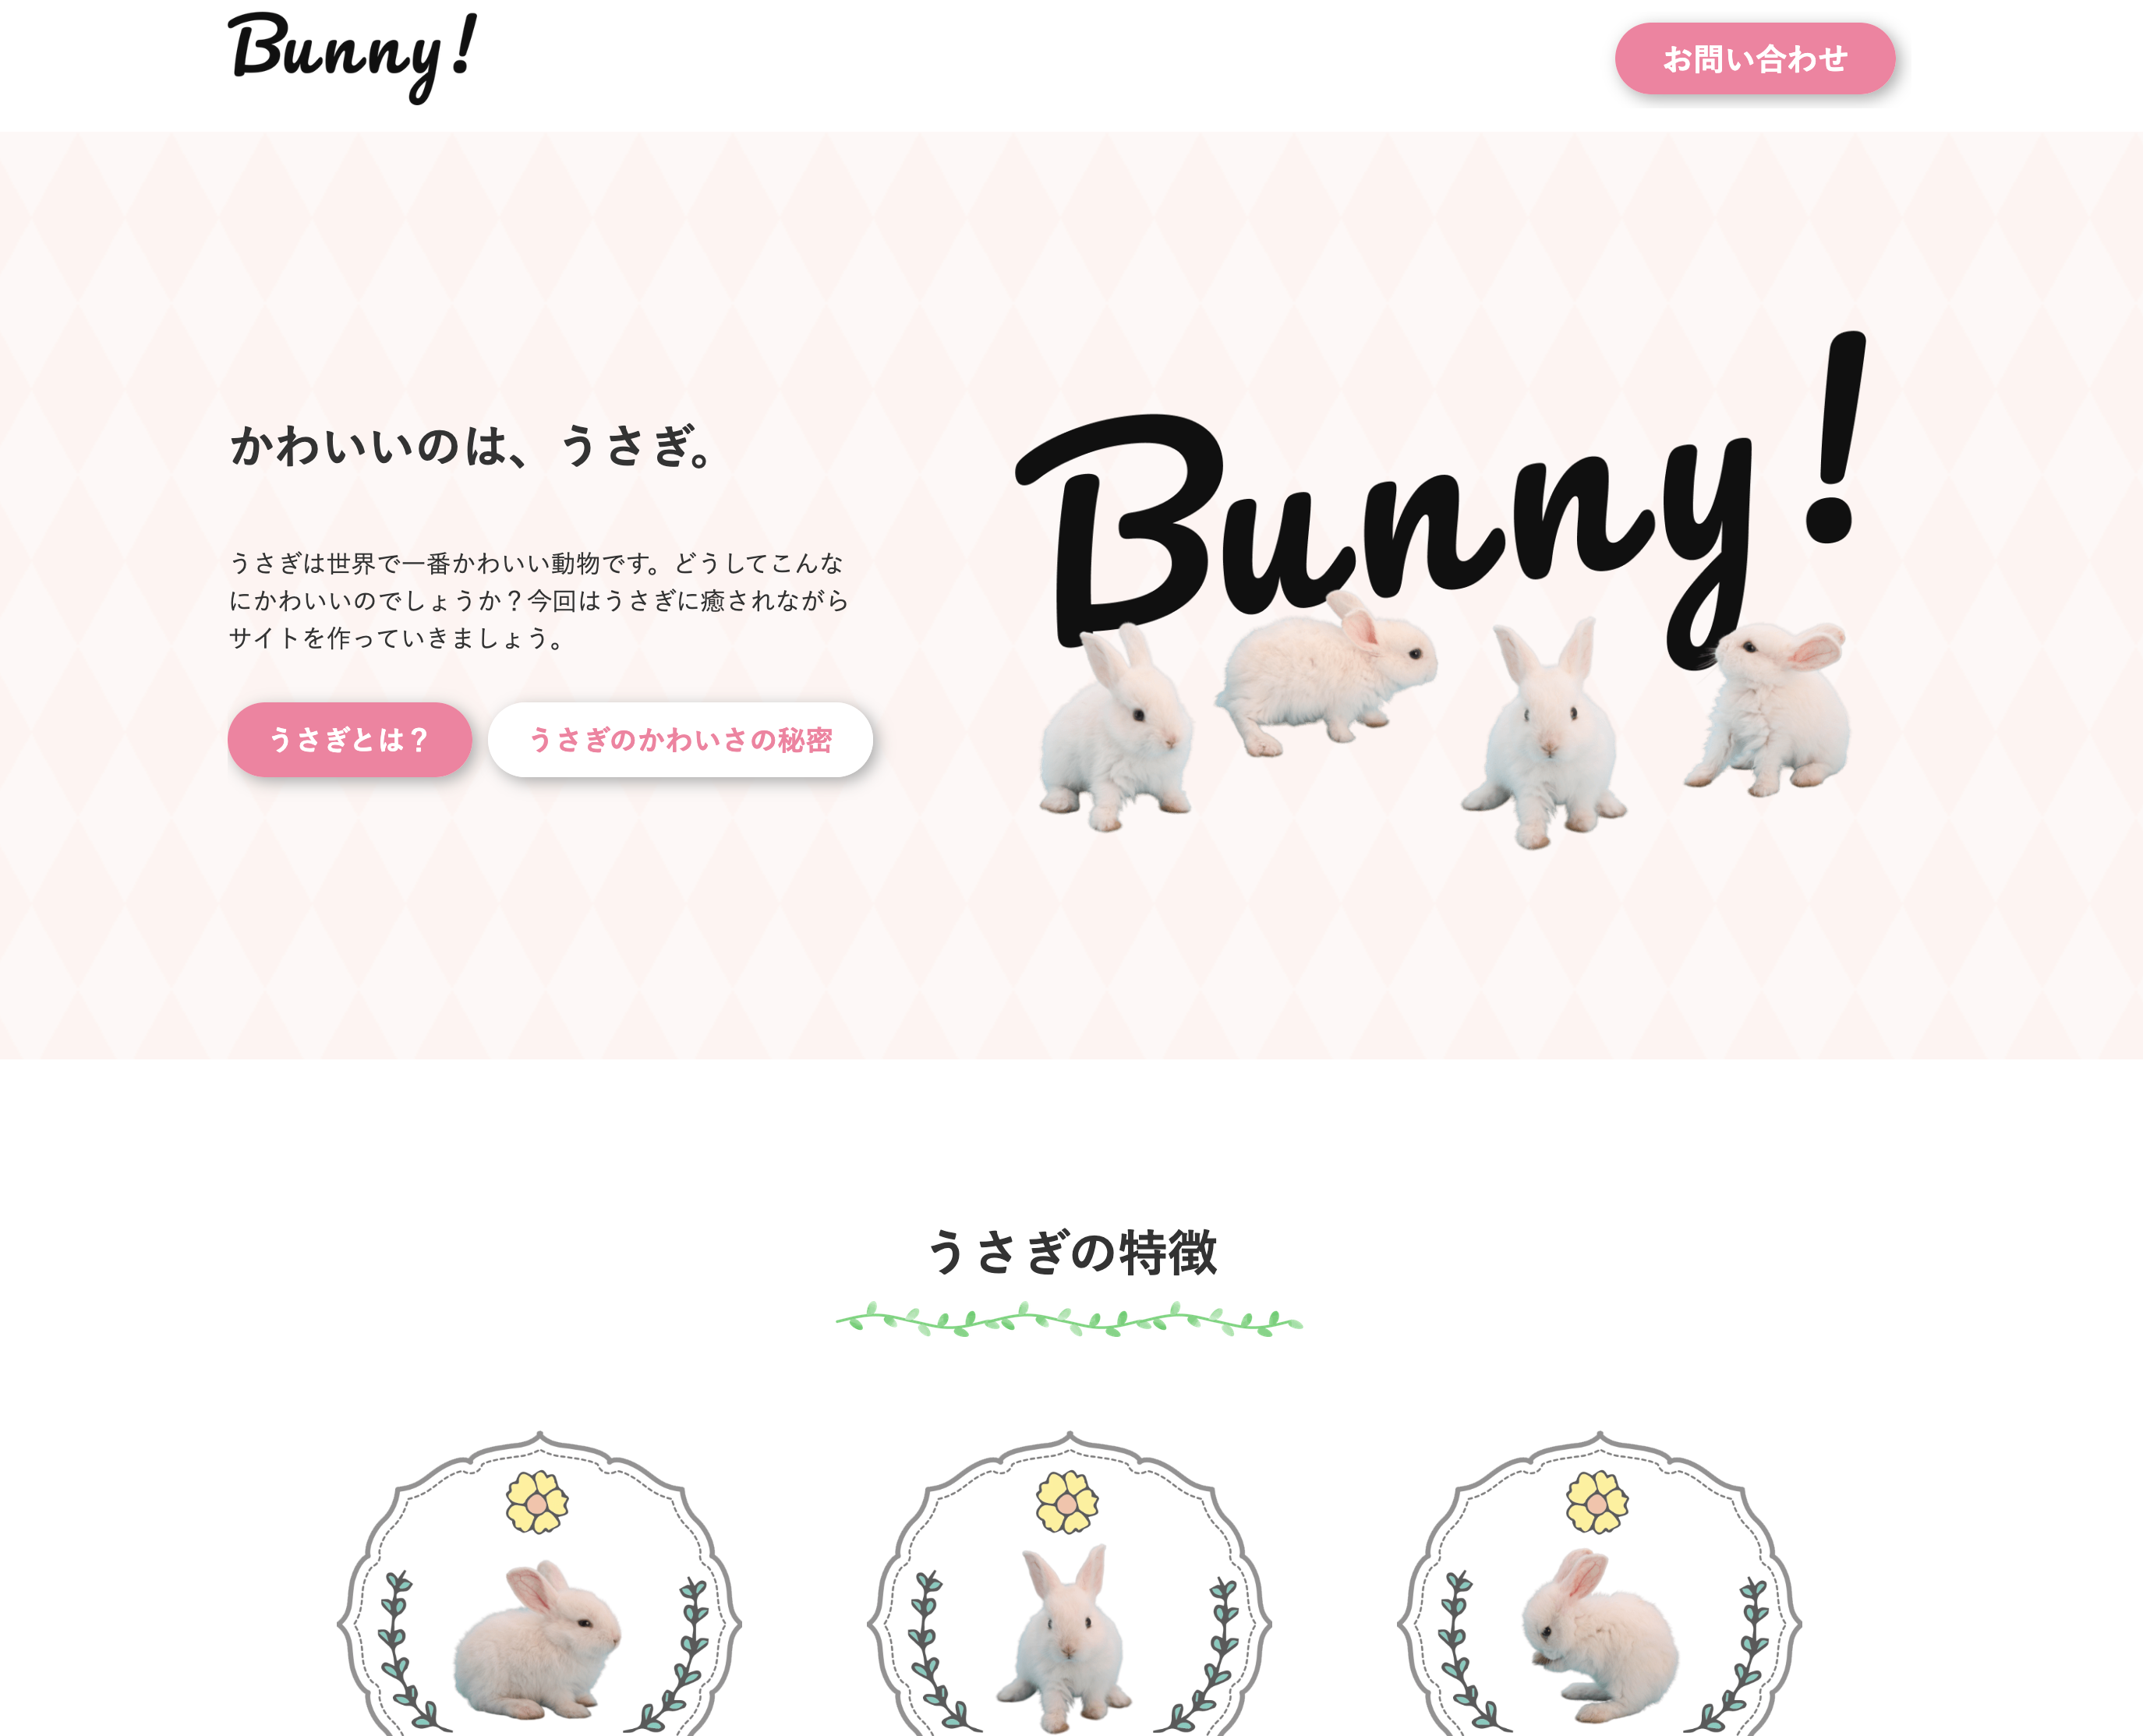 Bunny!
お問い合わせ
かわいいのは、うさぎ。
うさぎは世界で一番かわいい動物です。どうしてこんな
にかわいいのでしょうか？今回はうさぎに癒されながら
サイトを作っていきましょう。
うさぎとは？
うさぎのかわいさの秘密
Bunny!
うさぎの特徴